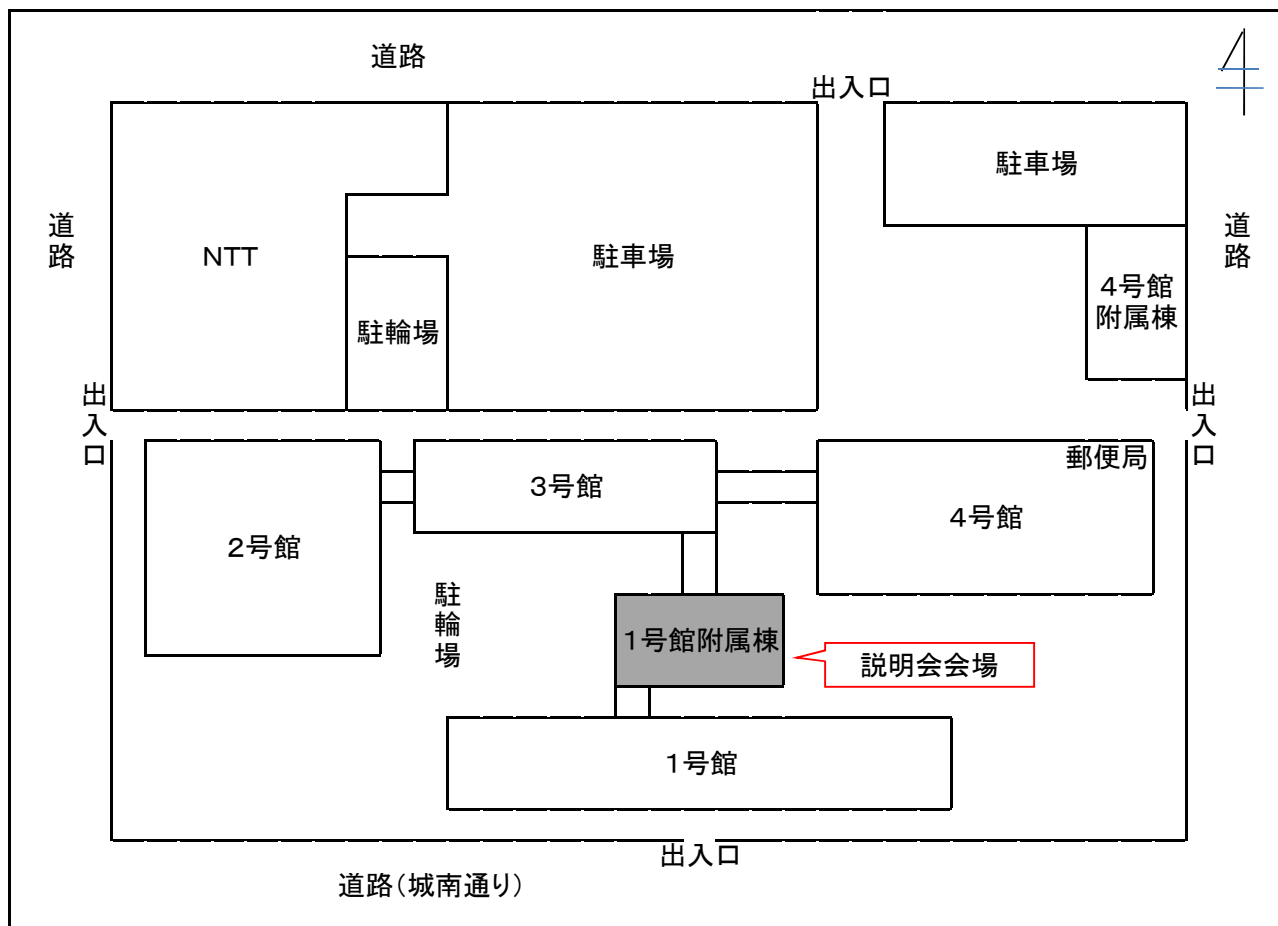 道路
出入口
駐車場
道路
道路
NTT
駐車場
4号館
附属棟
駐輪場
出入口
出入口
郵便局
3号館
4号館
2号館
駐輪場
1号館附属棟
説明会会場
1号館
出入口
道路(城南通り)